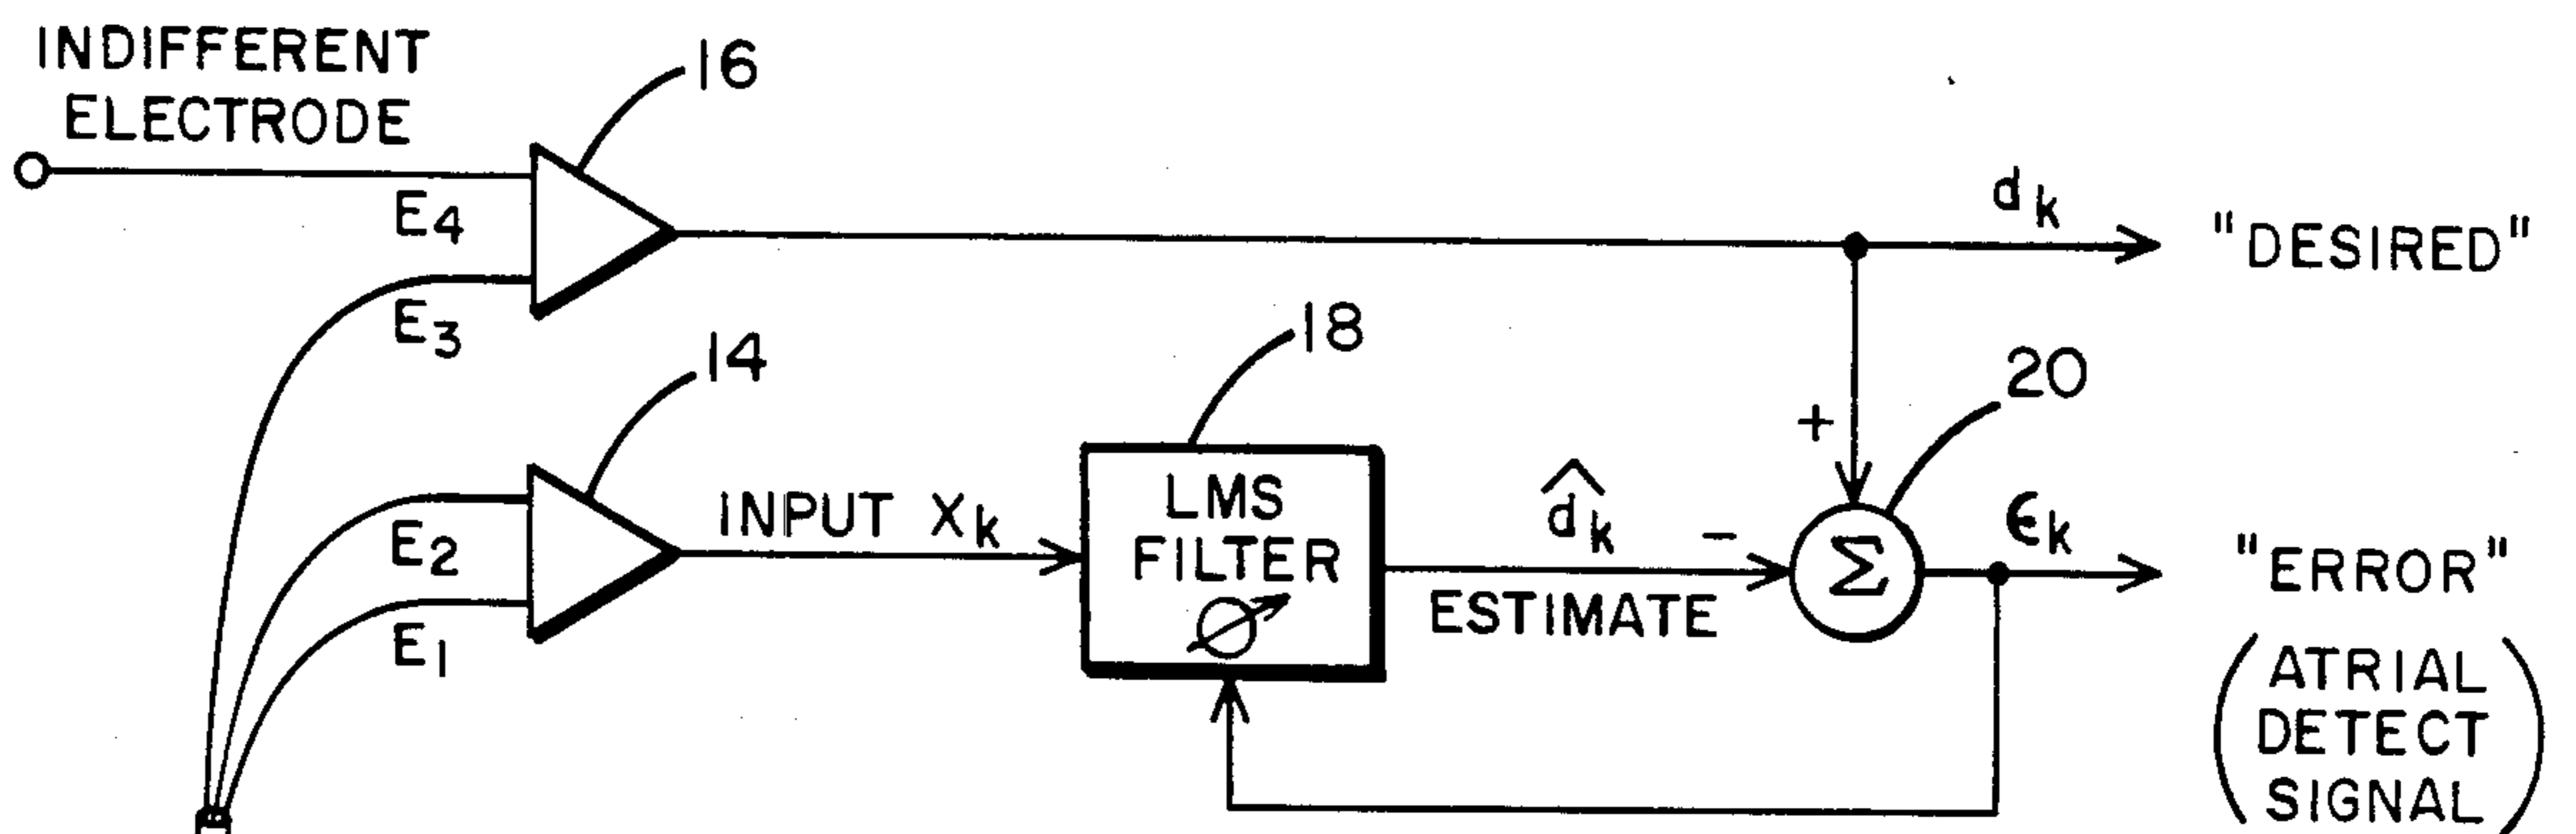 INDIFFERENT
ELECTRODE
16
E4
E3
dk
"DESIRED"
14
18
20
+
E2
E1
INPUT Xk
LMS
FILTER
d̂k
−
ESTIMATE
Σ
ϵk
"ERROR"
(ATRIAL
DETECT
SIGNAL)